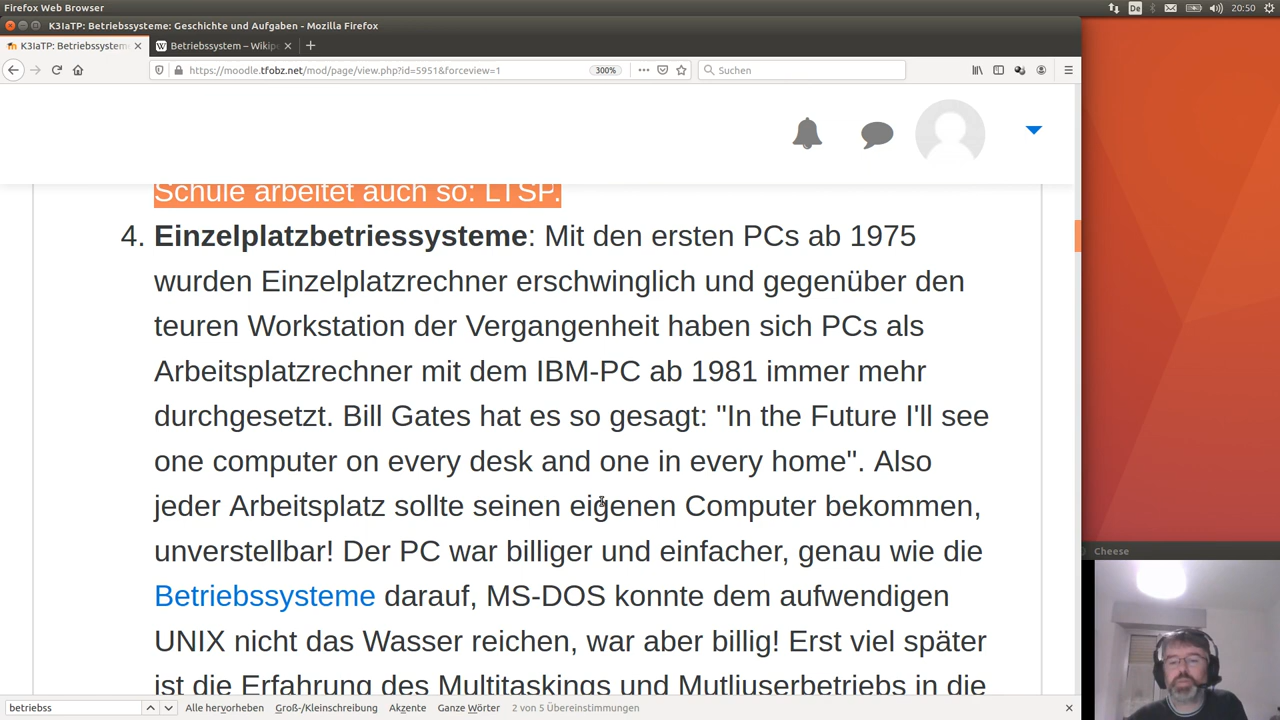 Firefox Web Browser
De
20:50
K3IaTP: Betriebssysteme: Geschichte und Aufgaben - Mozilla Firefox
K3IaTP: Betriebssysteme:
Betriebssystem – Wikip
https://moodle.tfobz.net/mod/page/view.php?id=5951&forceview=1
300%
Suchen
Schule arbeitet auch so: LTSP.
4. Einzelplatzbetriessysteme: Mit den ersten PCs ab 1975
wurden Einzelplatzrechner erschwinglich und gegenüber den
teuren Workstation der Vergangenheit haben sich PCs als
Arbeitsplatzrechner mit dem IBM-PC ab 1981 immer mehr
durchgesetzt. Bill Gates hat es so gesagt: "In the Future I'll see
one computer on every desk and one in every home". Also
jeder Arbeitsplatz sollte seinen eigenen Computer bekommen,
unverstellbar! Der PC war billiger und einfacher, genau wie die
Betriebssysteme darauf, MS-DOS konnte dem aufwendigen
UNIX nicht das Wasser reichen, war aber billig! Erst viel später
ist die Erfahrung des Multitaskings und Mutliuserbetriebs in die
Cheese
betriebss
Alle hervorheben
Groß-/Kleinschreibung
Akzente
Ganze Wörter
2 von 5 Übereinstimmungen